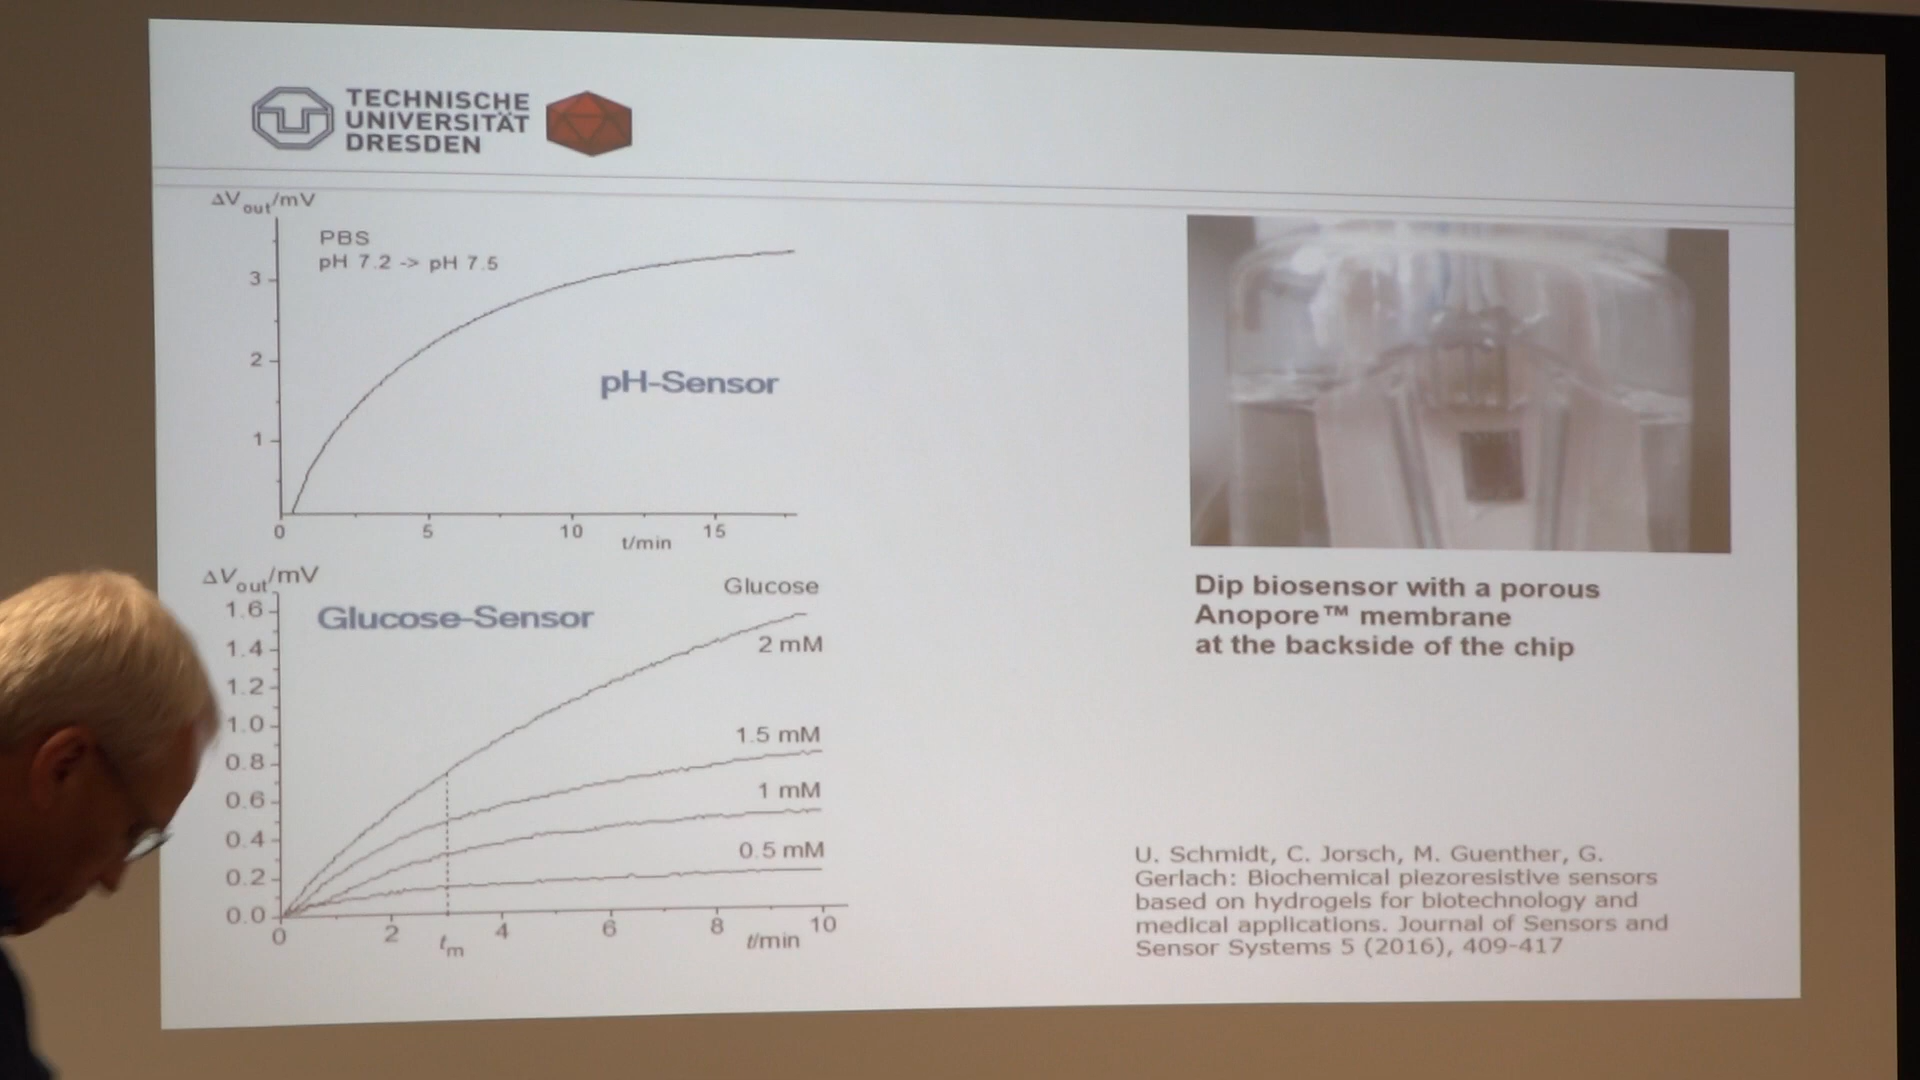 TECHNISCHE
UNIVERSITÄT
DRESDEN
ΔVout/mV
PBS
pH 7.2 -> pH 7.5
3
2
1
pH-Sensor
0 5 10 15
t/min
ΔVout/mV
Glucose-Sensor
Glucose
2 mM
1.5 mM
1 mM
0.5 mM
1.6
1.4
1.2
1.0
0.8
0.6
0.4
0.2
0.0
0 2 tm 4 6 8 t/min 10
Dip biosensor with a porous
Anopore™ membrane
at the backside of the chip
U. Schmidt, C. Jorsch, M. Guenther, G.
Gerlach: Biochemical piezoresistive sensors
based on hydrogels for biotechnology and
medical applications. Journal of Sensors and
Sensor Systems 5 (2016), 409-417